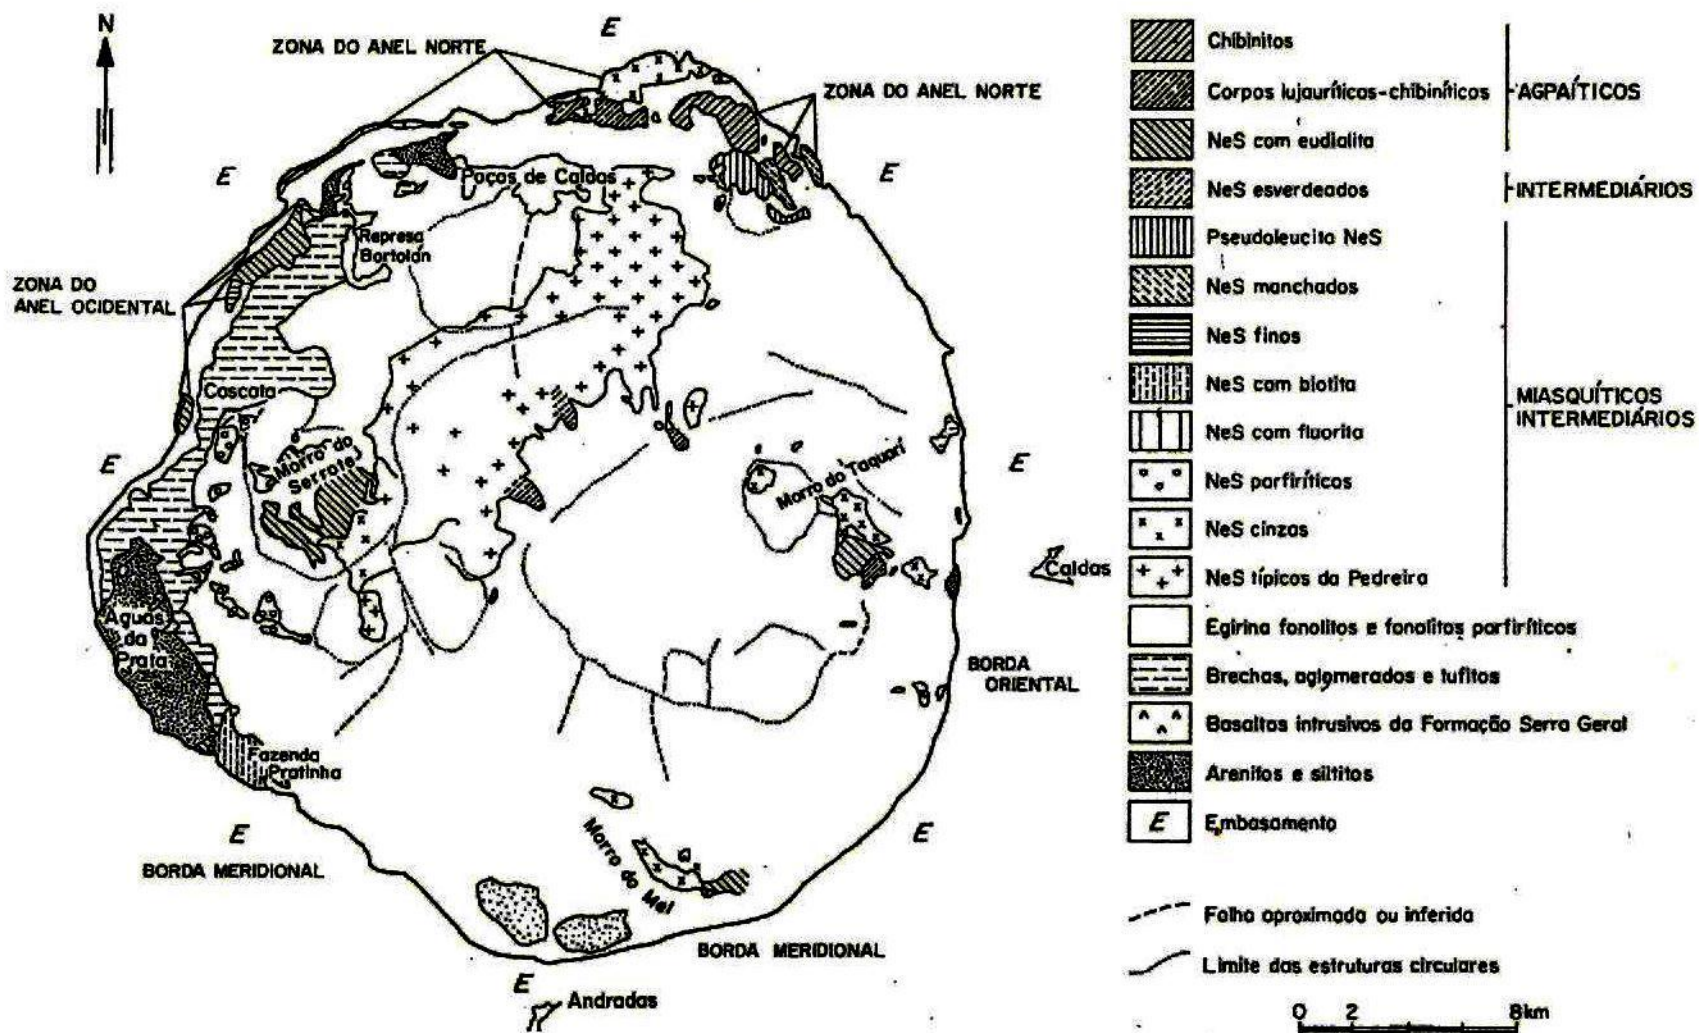 N
ZONA DO ANEL NORTE
E
ZONA DO ANEL NORTE
E
E
Poços de Caldas
Represa
Bortolan
ZONA DO
ANEL OCIDENTAL
Cascata
E
Morro do
Serrote
Morro do Taquari
E
Caldas
Aguas
da
Prata
BORDA
ORIENTAL
Fazenda
Pratinha
E
BORDA MERIDIONAL
Morro do Mel
E
BORDA MERIDIONAL
E
Andradas
Chibinitos
Corpos lujauríticos-chibiníticos
NeS com eudialita
AGPAÍTICOS
NeS esverdeados
INTERMEDIÁRIOS
Pseudoleucita NeS
NeS manchados
NeS finos
NeS com biotita
NeS com fluorita
NeS porfiríticos
NeS cinzas
NeS típicos da Pedreira
MIASQUÍTICOS
INTERMEDIÁRIOS
Egirina fonolitos e fonolitos porfiríticos
Brechas, aglomerados e tufitos
Basaltos intrusivos da Formação Serra Geral
Arenitos e siltitos
E Embasamento
Falha aproximada ou inferida
Limite das estruturas circulares
0 2 8km